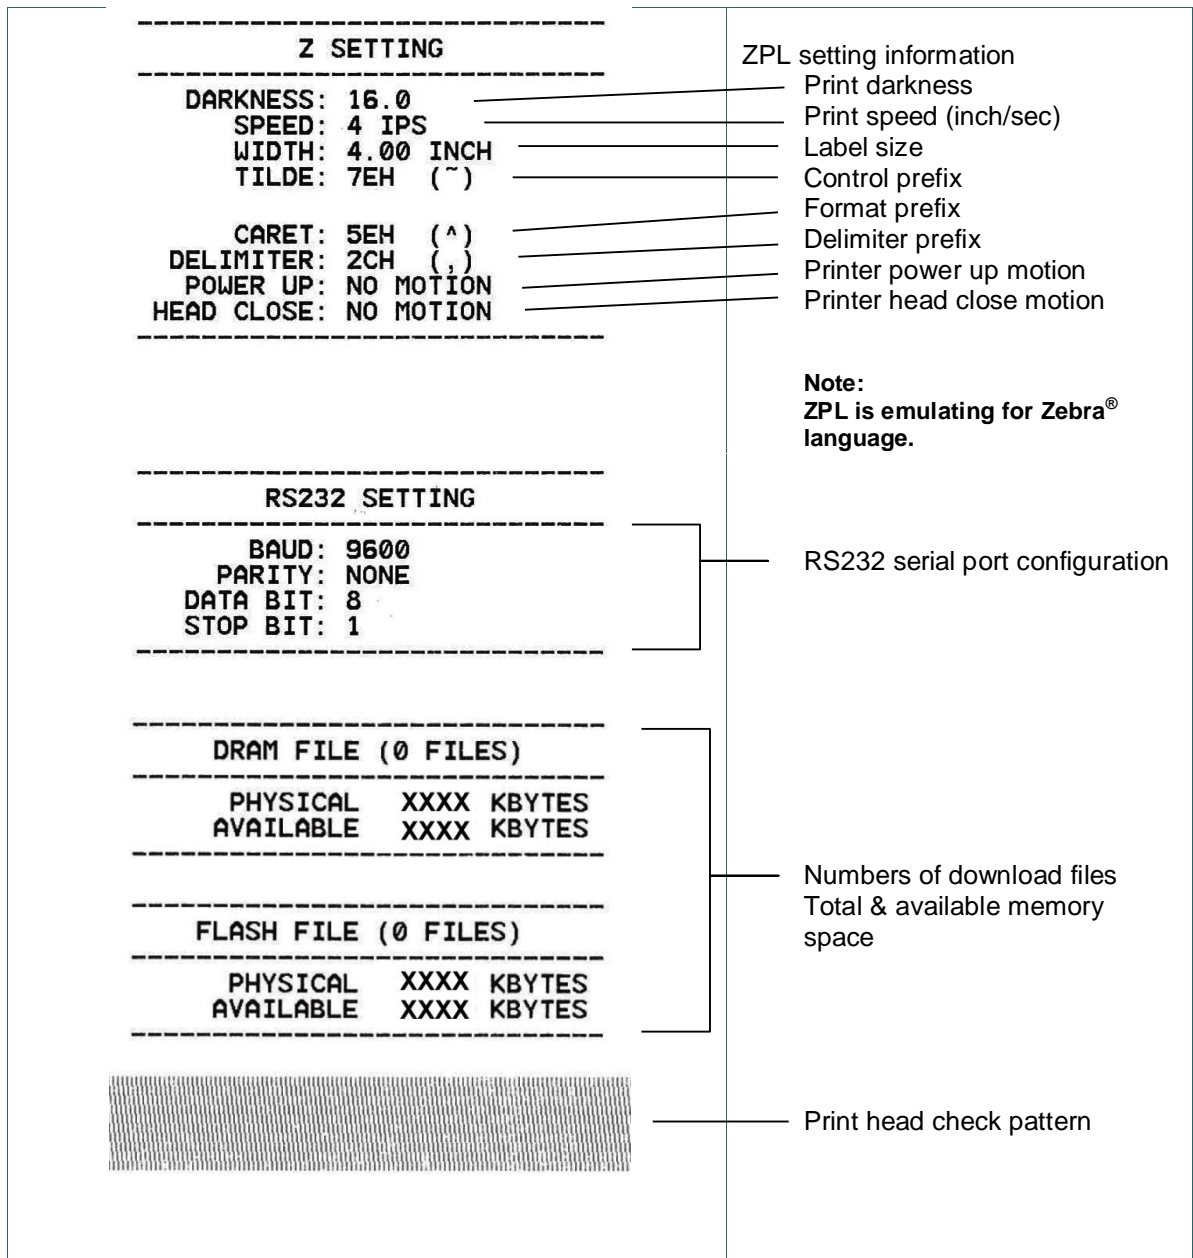 Z SETTING
DARKNESS: 16.0
SPEED: 4 IPS
WIDTH: 4.00 INCH
TILDE: 7EH (~)
CARET: 5EH (^)
DELIMITER: 2CH (,)
POWER UP: NO MOTION
HEAD CLOSE: NO MOTION
ZPL setting information
Print darkness
Print speed (inch/sec)
Label size
Control prefix
Format prefix
Delimiter prefix
Printer power up motion
Printer head close motion
Note:
ZPL is emulating for Zebra®
language.
RS232 SETTING
BAUD: 9600
PARITY: NONE
DATA BIT: 8
STOP BIT: 1
RS232 serial port configuration
DRAM FILE (0 FILES)
PHYSICAL XXXX KBYTES
AVAILABLE XXXX KBYTES
FLASH FILE (0 FILES)
PHYSICAL XXXX KBYTES
AVAILABLE XXXX KBYTES
Numbers of download files
Total & available memory
space
Print head check pattern